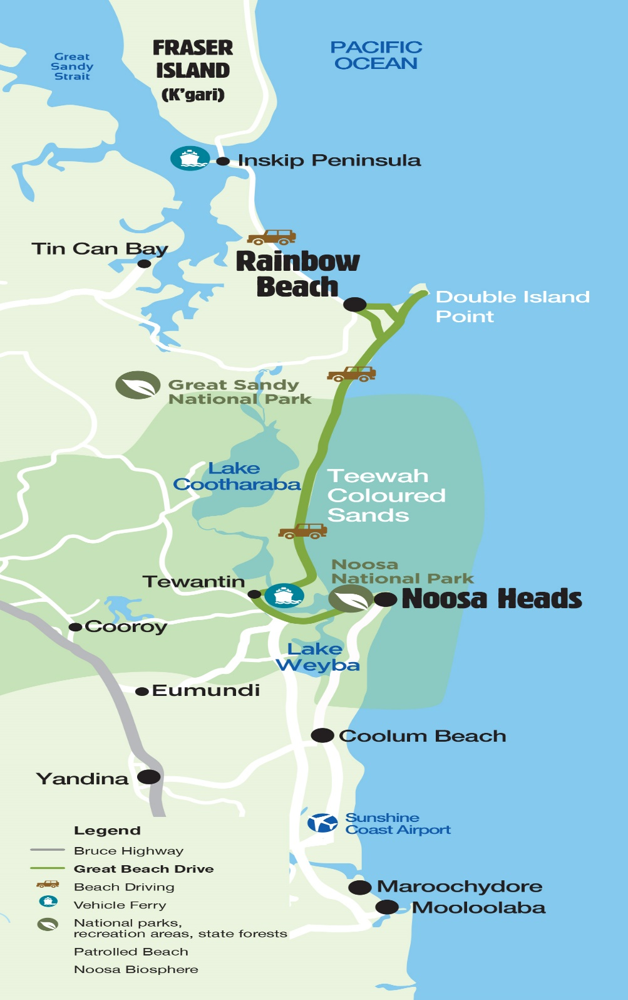 Great
Sandy
Strait
FRASER
ISLAND
(K'gari)
PACIFIC
OCEAN
Inskip Peninsula
Tin Can Bay
Rainbow
Beach
Double Island
Point
Great Sandy
National Park
Lake
Cootharaba
Teewah
Coloured
Sands
Noosa
National Park
Tewantin
Noosa Heads
Cooroy
Lake
Weyba
Eumundi
Coolum Beach
Yandina
Sunshine
Coast Airport
Legend
Bruce Highway
Great Beach Drive
Beach Driving
Vehicle Ferry
National parks,
recreation areas, state forests
Patrolled Beach
Noosa Biosphere
Maroochydore
Mooloolaba